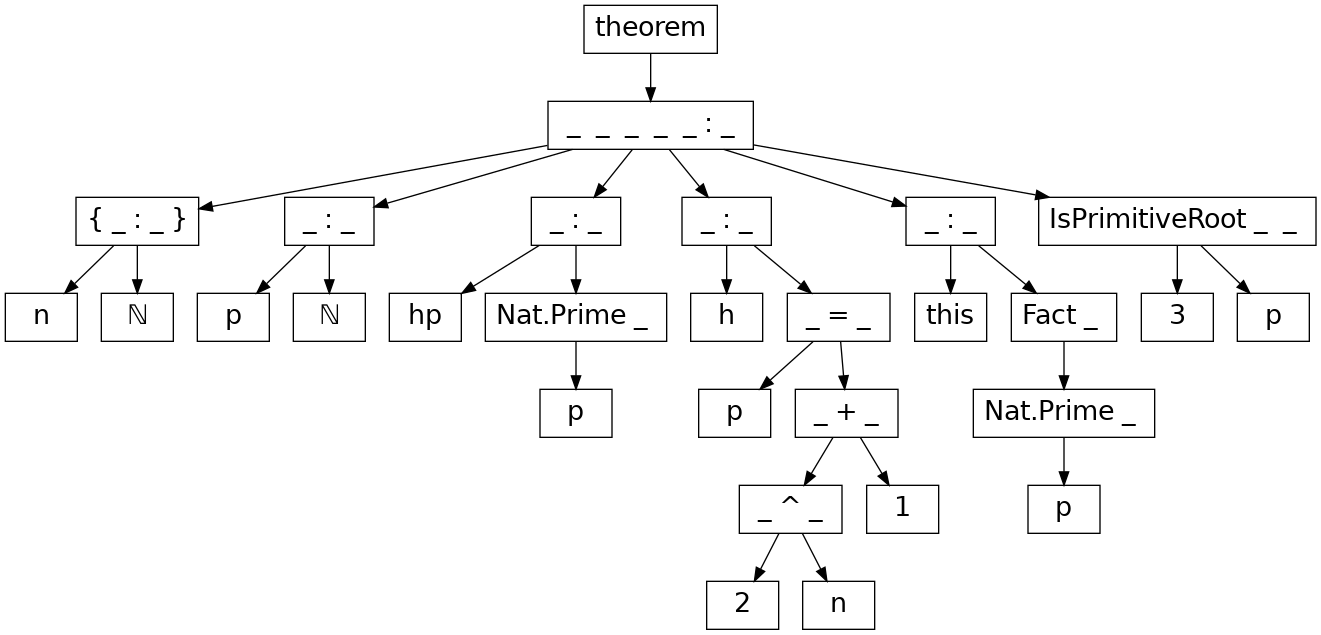 theorem
_ _ _ _ _ : _
{ _ : _ } _ : _ _ : _ _ : _ _ : _ IsPrimitiveRoot _ _
n ℕ p ℕ hp Nat.Prime _ h _ = _ this Fact _ 3 p
p p _ + _ Nat.Prime _
_ ^ _ 1 p
2 n